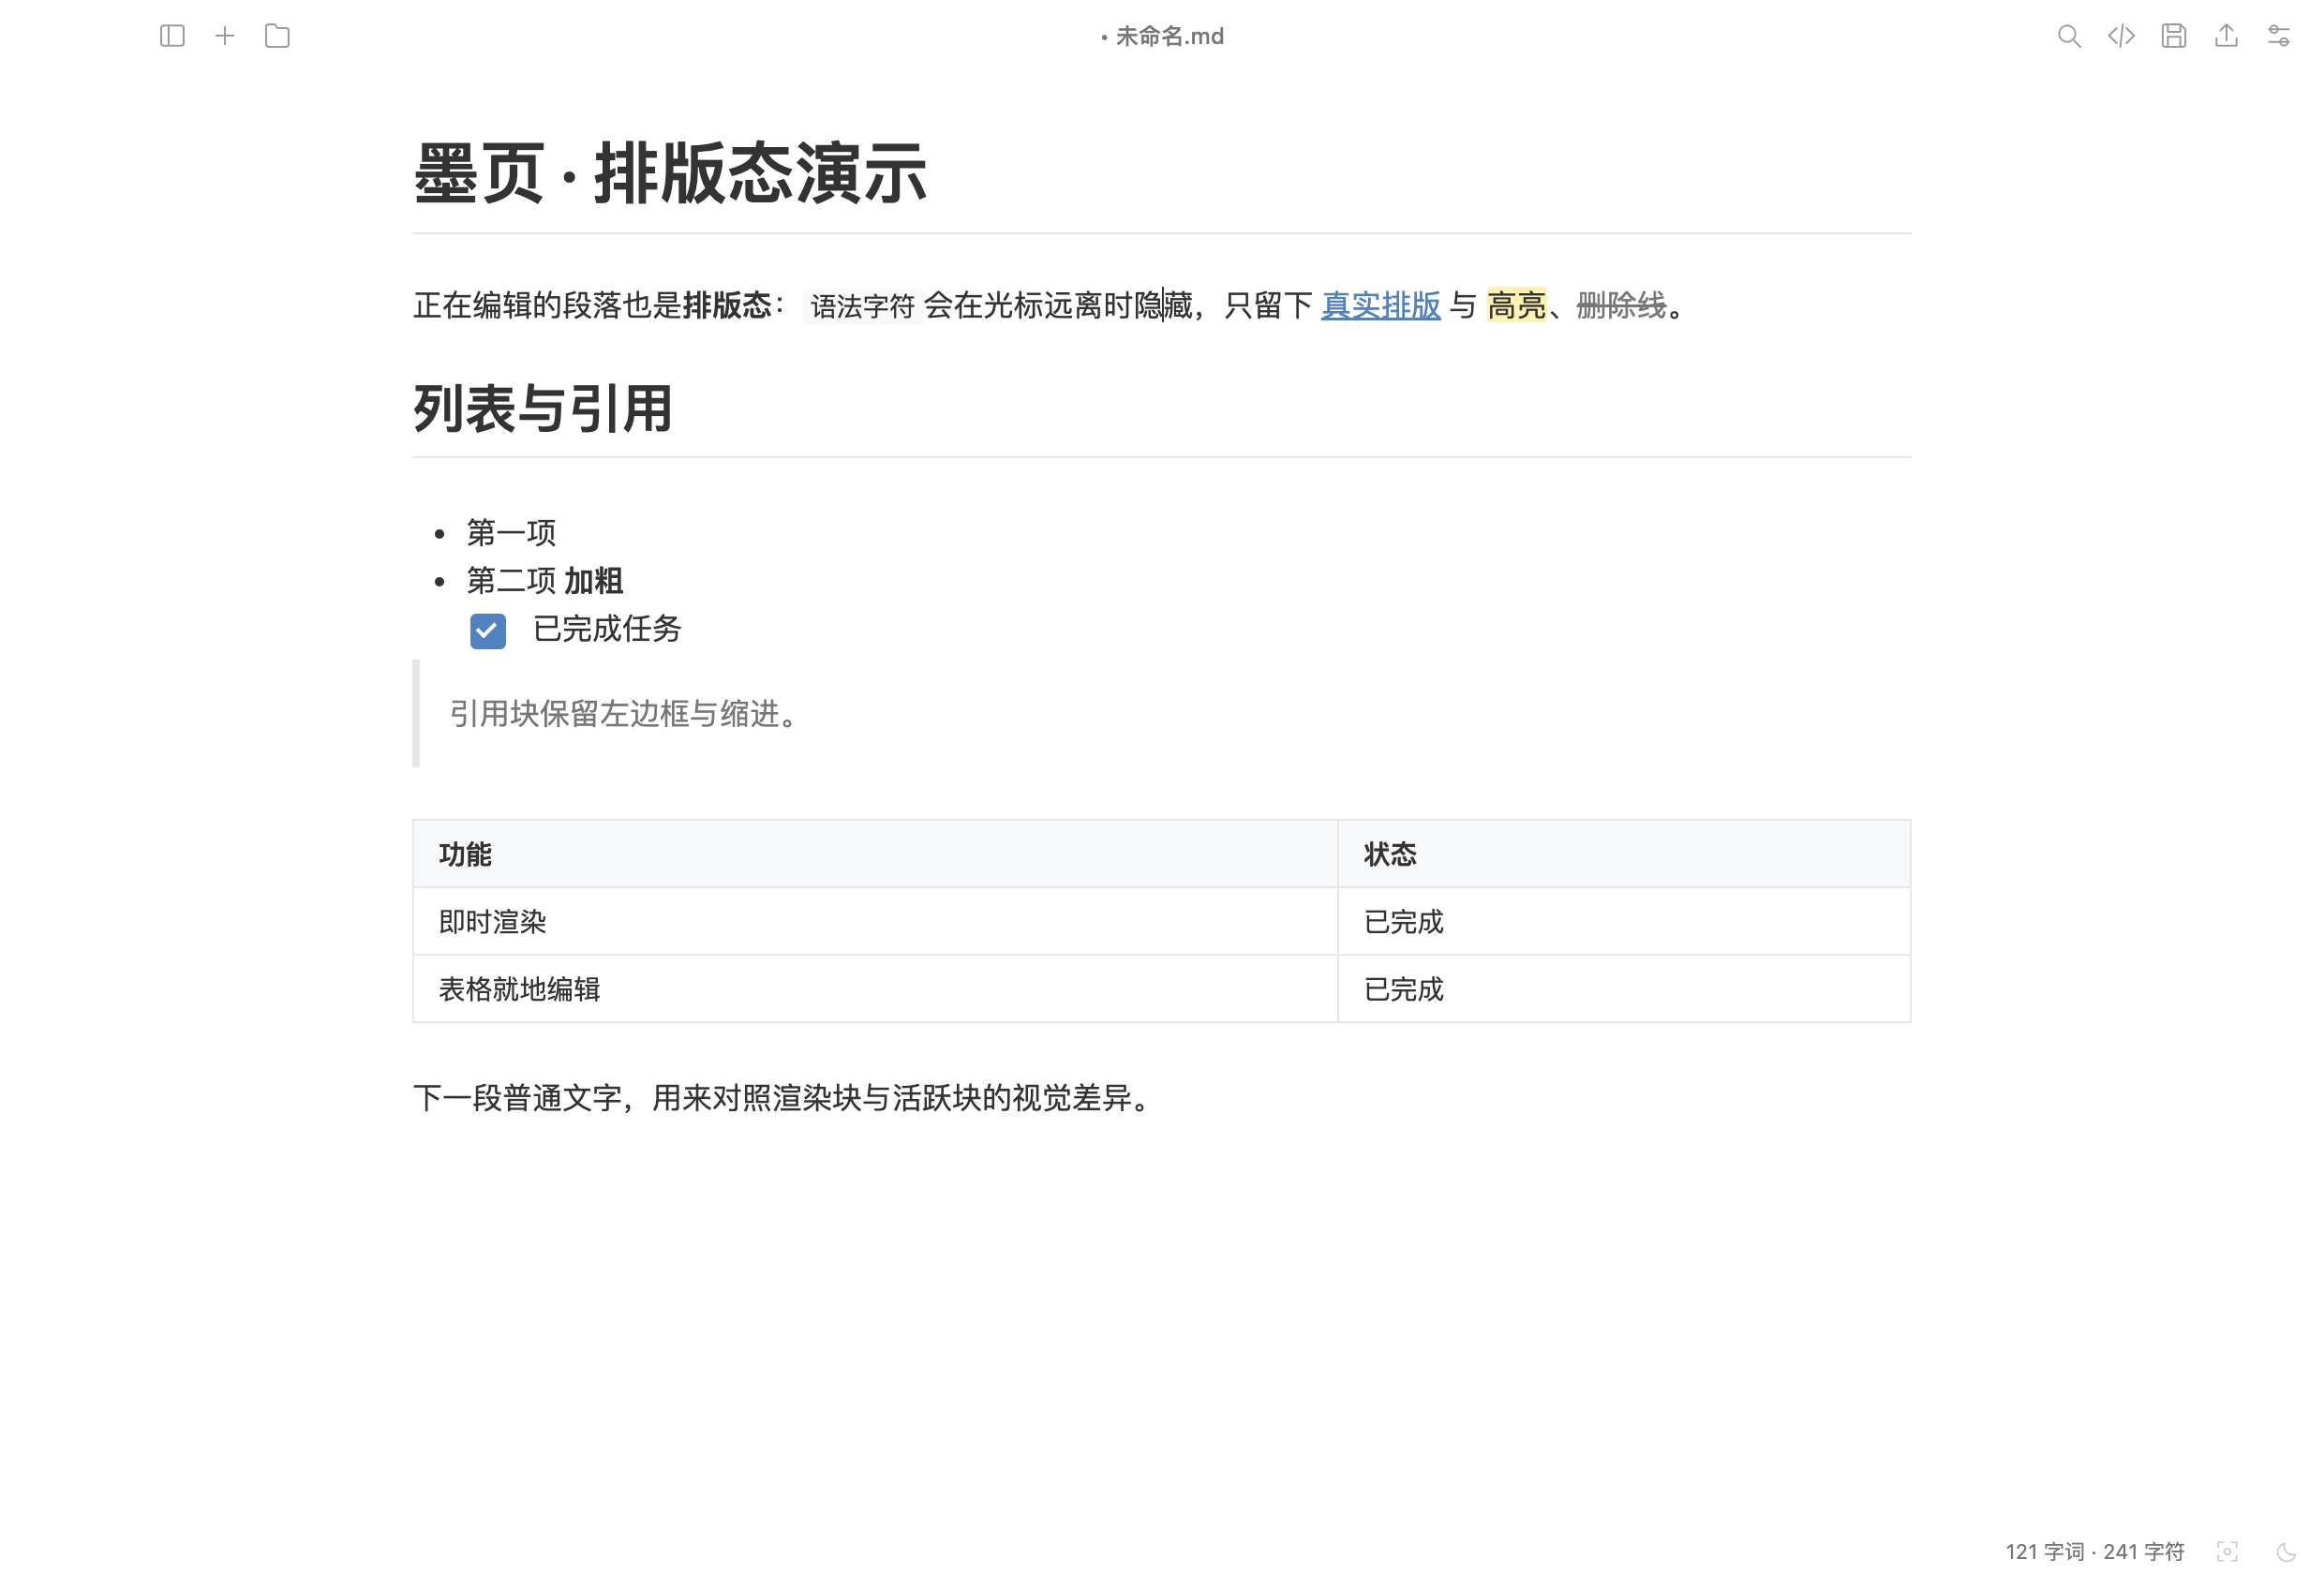 • 未命名.md
墨页 · 排版态演示
正在编辑的段落也是排版态：语法字符会在光标远离时隐藏，只留下 真实排版 与 高亮、删除线。
列表与引用
• 第一项
• 第二项 加粗
已完成任务
引用块保留左边框与缩进。
功能 状态
即时渲染 已完成
表格就地编辑 已完成
下一段普通文字，用来对照渲染块与活跃块的视觉差异。
121 字词 · 241 字符